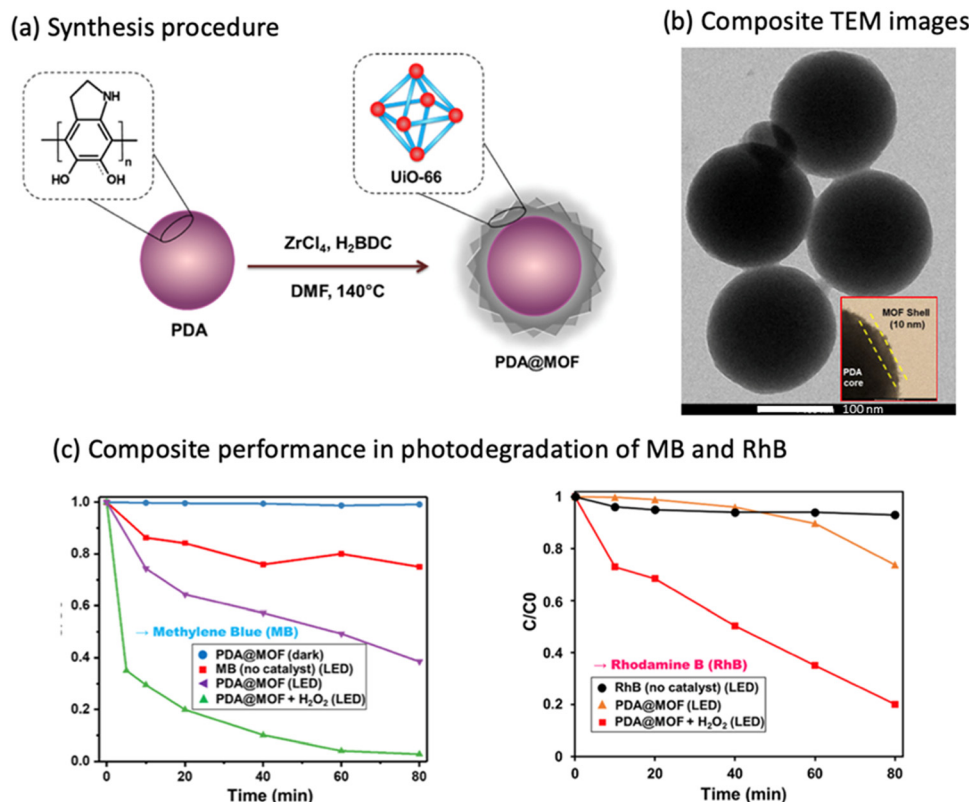 (a) Synthesis procedure
NH
n
HO
OH
PDA
ZrCl₄, H₂BDC
DMF, 140°C
UiO-66
PDA@MOF
(b) Composite TEM images
MOF Shell
(10 nm)
PDA
core
100 nm
(c) Composite performance in photodegradation of MB and RhB
1.0
0.8
0.6
0.4
0.2
0.0
→ Methylene Blue (MB)
PDA@MOF (dark)
MB (no catalyst) (LED)
PDA@MOF (LED)
PDA@MOF + H₂O₂ (LED)
0
20
40
60
80
Time (min)
C/C0
1
0.8
0.6
0.4
0.2
0
→ Rhodamine B (RhB)
RhB (no catalyst) (LED)
PDA@MOF (LED)
PDA@MOF + H₂O₂ (LED)
0
20
40
60
80
Time (min)